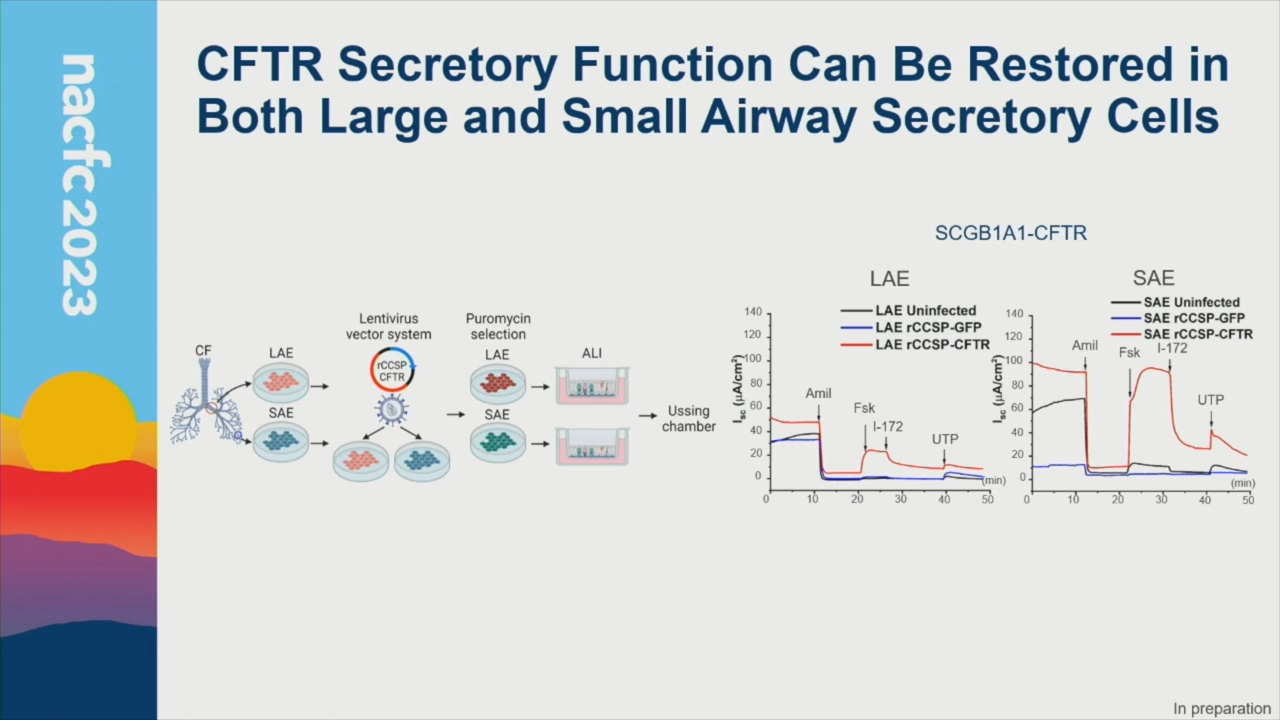 nacfc 2023
CFTR Secretory Function Can Be Restored in
Both Large and Small Airway Secretory Cells
CF
LAE
SAE
Lentivirus
vector system
rCCSP
CFTR
Puromycin
selection
LAE
SAE
ALI
Ussing
chamber
SCGB1A1-CFTR
LAE
LAE Uninfected
LAE rCCSP-GFP
LAE rCCSP-CFTR
Isc (µA/cm²)
140
120
100
80
60
40
20
0
Amil
Fsk
I-172
UTP
(min)
0 10 20 30 40 50
SAE
SAE Uninfected
SAE rCCSP-GFP
SAE rCCSP-CFTR
Isc (µA/cm²)
140
120
100
80
60
40
20
0
Amil
Fsk
I-172
UTP
(min)
0 10 20 30 40 50
In preparation